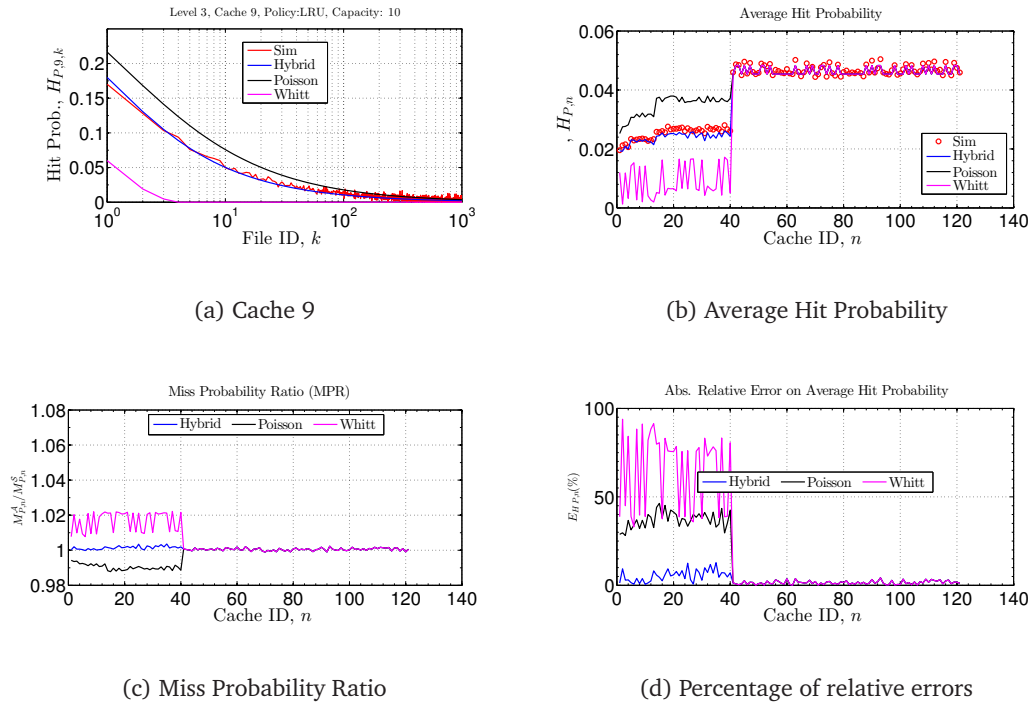 Level 3, Cache 9, Policy:LRU, Capacity: 10
Hit Prob., H_{P,9,k}
0.2
0.15
0.1
0.05
0
Sim
Hybrid
Poisson
Whitt
10^0
10^1
10^2
10^3
File ID, k
(a) Cache 9
Average Hit Probability
, H_{P,n}
0.06
0.04
0.02
0
Sim
Hybrid
Poisson
Whitt
0 20 40 60 80 100 120 140
Cache ID, n
(b) Average Hit Probability
Miss Probability Ratio (MPR)
M^A_{P,n}/M^S_{P,n}
1.08
1.06
1.04
1.02
1
0.98
Hybrid Poisson Whitt
0 20 40 60 80 100 120 140
Cache ID, n
(c) Miss Probability Ratio
Abs. Relative Error on Average Hit Probability
E_{HP,n}(%)
100
50
0
Hybrid Poisson Whitt
0 20 40 60 80 100 120 140
Cache ID, n
(d) Percentage of relative errors